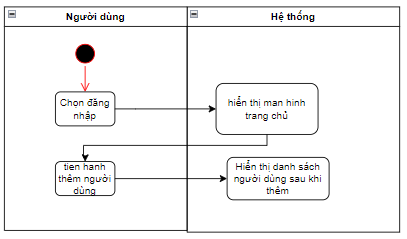 Người dùng
Hệ thống
Chọn đăng
nhập
hiển thị man hinh
trang chủ
tien hanh
thêm người
dùng
Hiển thị danh sách
người dùng sau khi
thêm